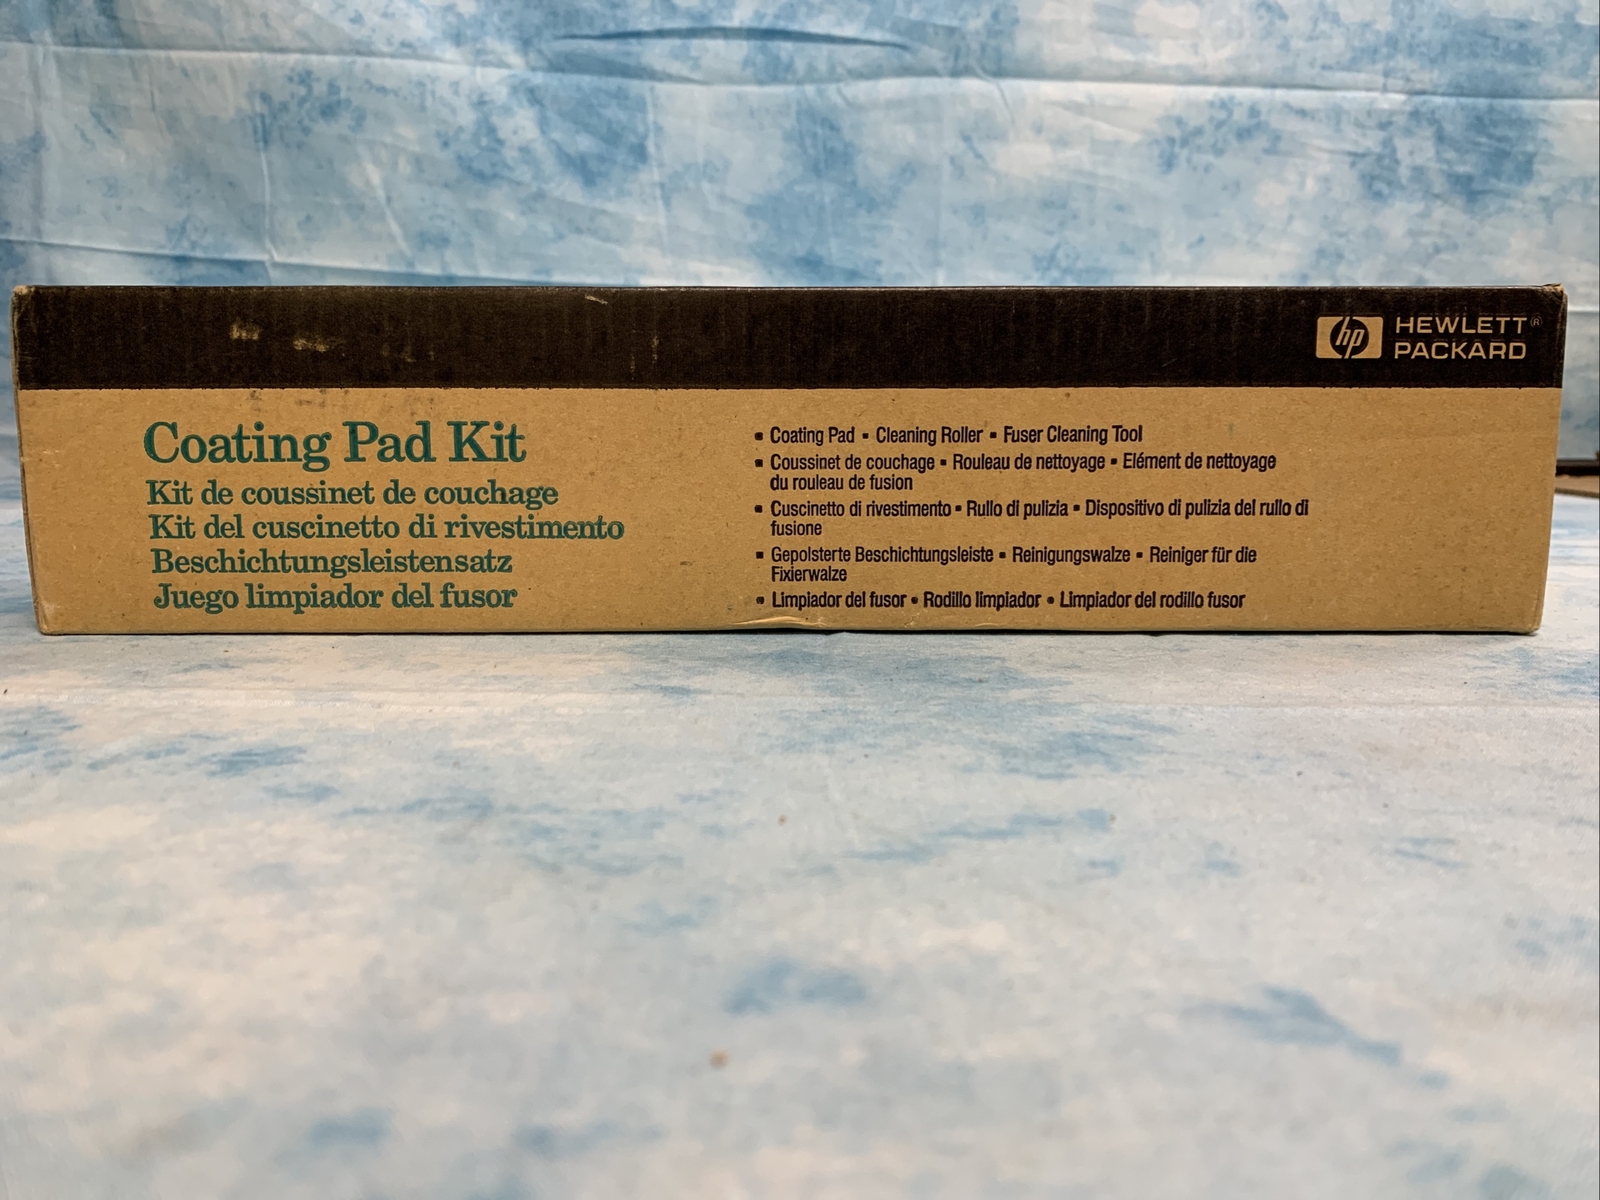 hp HEWLETT®
PACKARD
Coating Pad Kit
Kit de coussinet de couchage
Kit del cuscinetto di rivestimento
Beschichtungsleistensatz
Juego limpiador del fusor
▪ Coating Pad ▪ Cleaning Roller ▪ Fuser Cleaning Tool
▪ Coussinet de couchage ▪ Rouleau de nettoyage ▪ Elément de nettoyage
du rouleau de fusion
▪ Cuscinetto di rivestimento ▪ Rullo di pulizia ▪ Dispositivo di pulizia del rullo di
fusione
▪ Gepolsterte Beschichtungsleiste ▪ Reinigungswalze ▪ Reiniger für die
Fixierwalze
▪ Limpiador del fusor ▪ Rodillo limpiador ▪ Limpiador del rodillo fusor